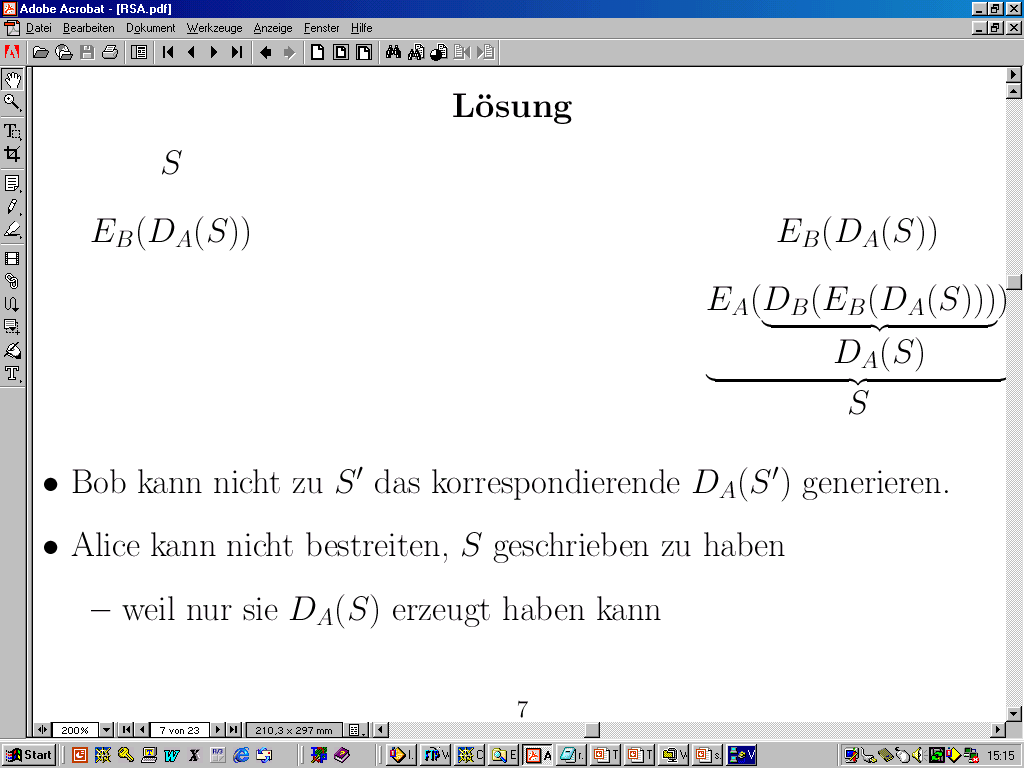 Adobe Acrobat - [RSA.pdf]
Datei Bearbeiten Dokument Werkzeuge Anzeige Fenster Hilfe
Lösung
S
E_B(D_A(S)) E_B(D_A(S))
E_A(D_B(E_B(D_A(S))))
D_A(S)
S
• Bob kann nicht zu S′ das korrespondierende D_A(S′) generieren.
• Alice kann nicht bestreiten, S geschrieben zu haben
– weil nur sie D_A(S) erzeugt haben kann
7
200% 7 von 23 210,3 x 297 mm
Start 15:15